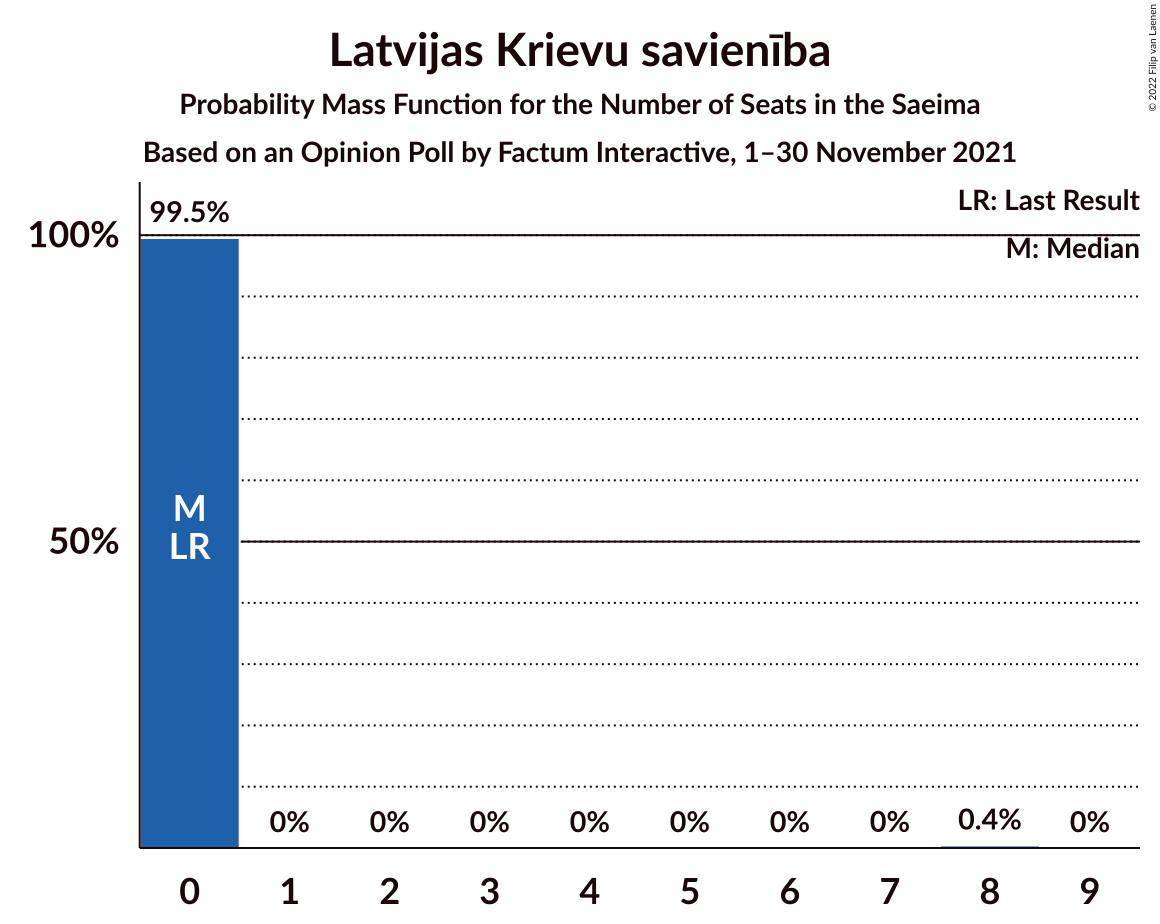 Latvijas Krievu savienība
Probability Mass Function for the Number of Seats in the Saeima
Based on an Opinion Poll by Factum Interactive, 1–30 November 2021
© 2022 Filip van Laenen
LR: Last Result
M: Median
99.5%
100%
50%
M
LR
0% 0% 0% 0% 0% 0% 0% 0.4% 0%
0 1 2 3 4 5 6 7 8 9